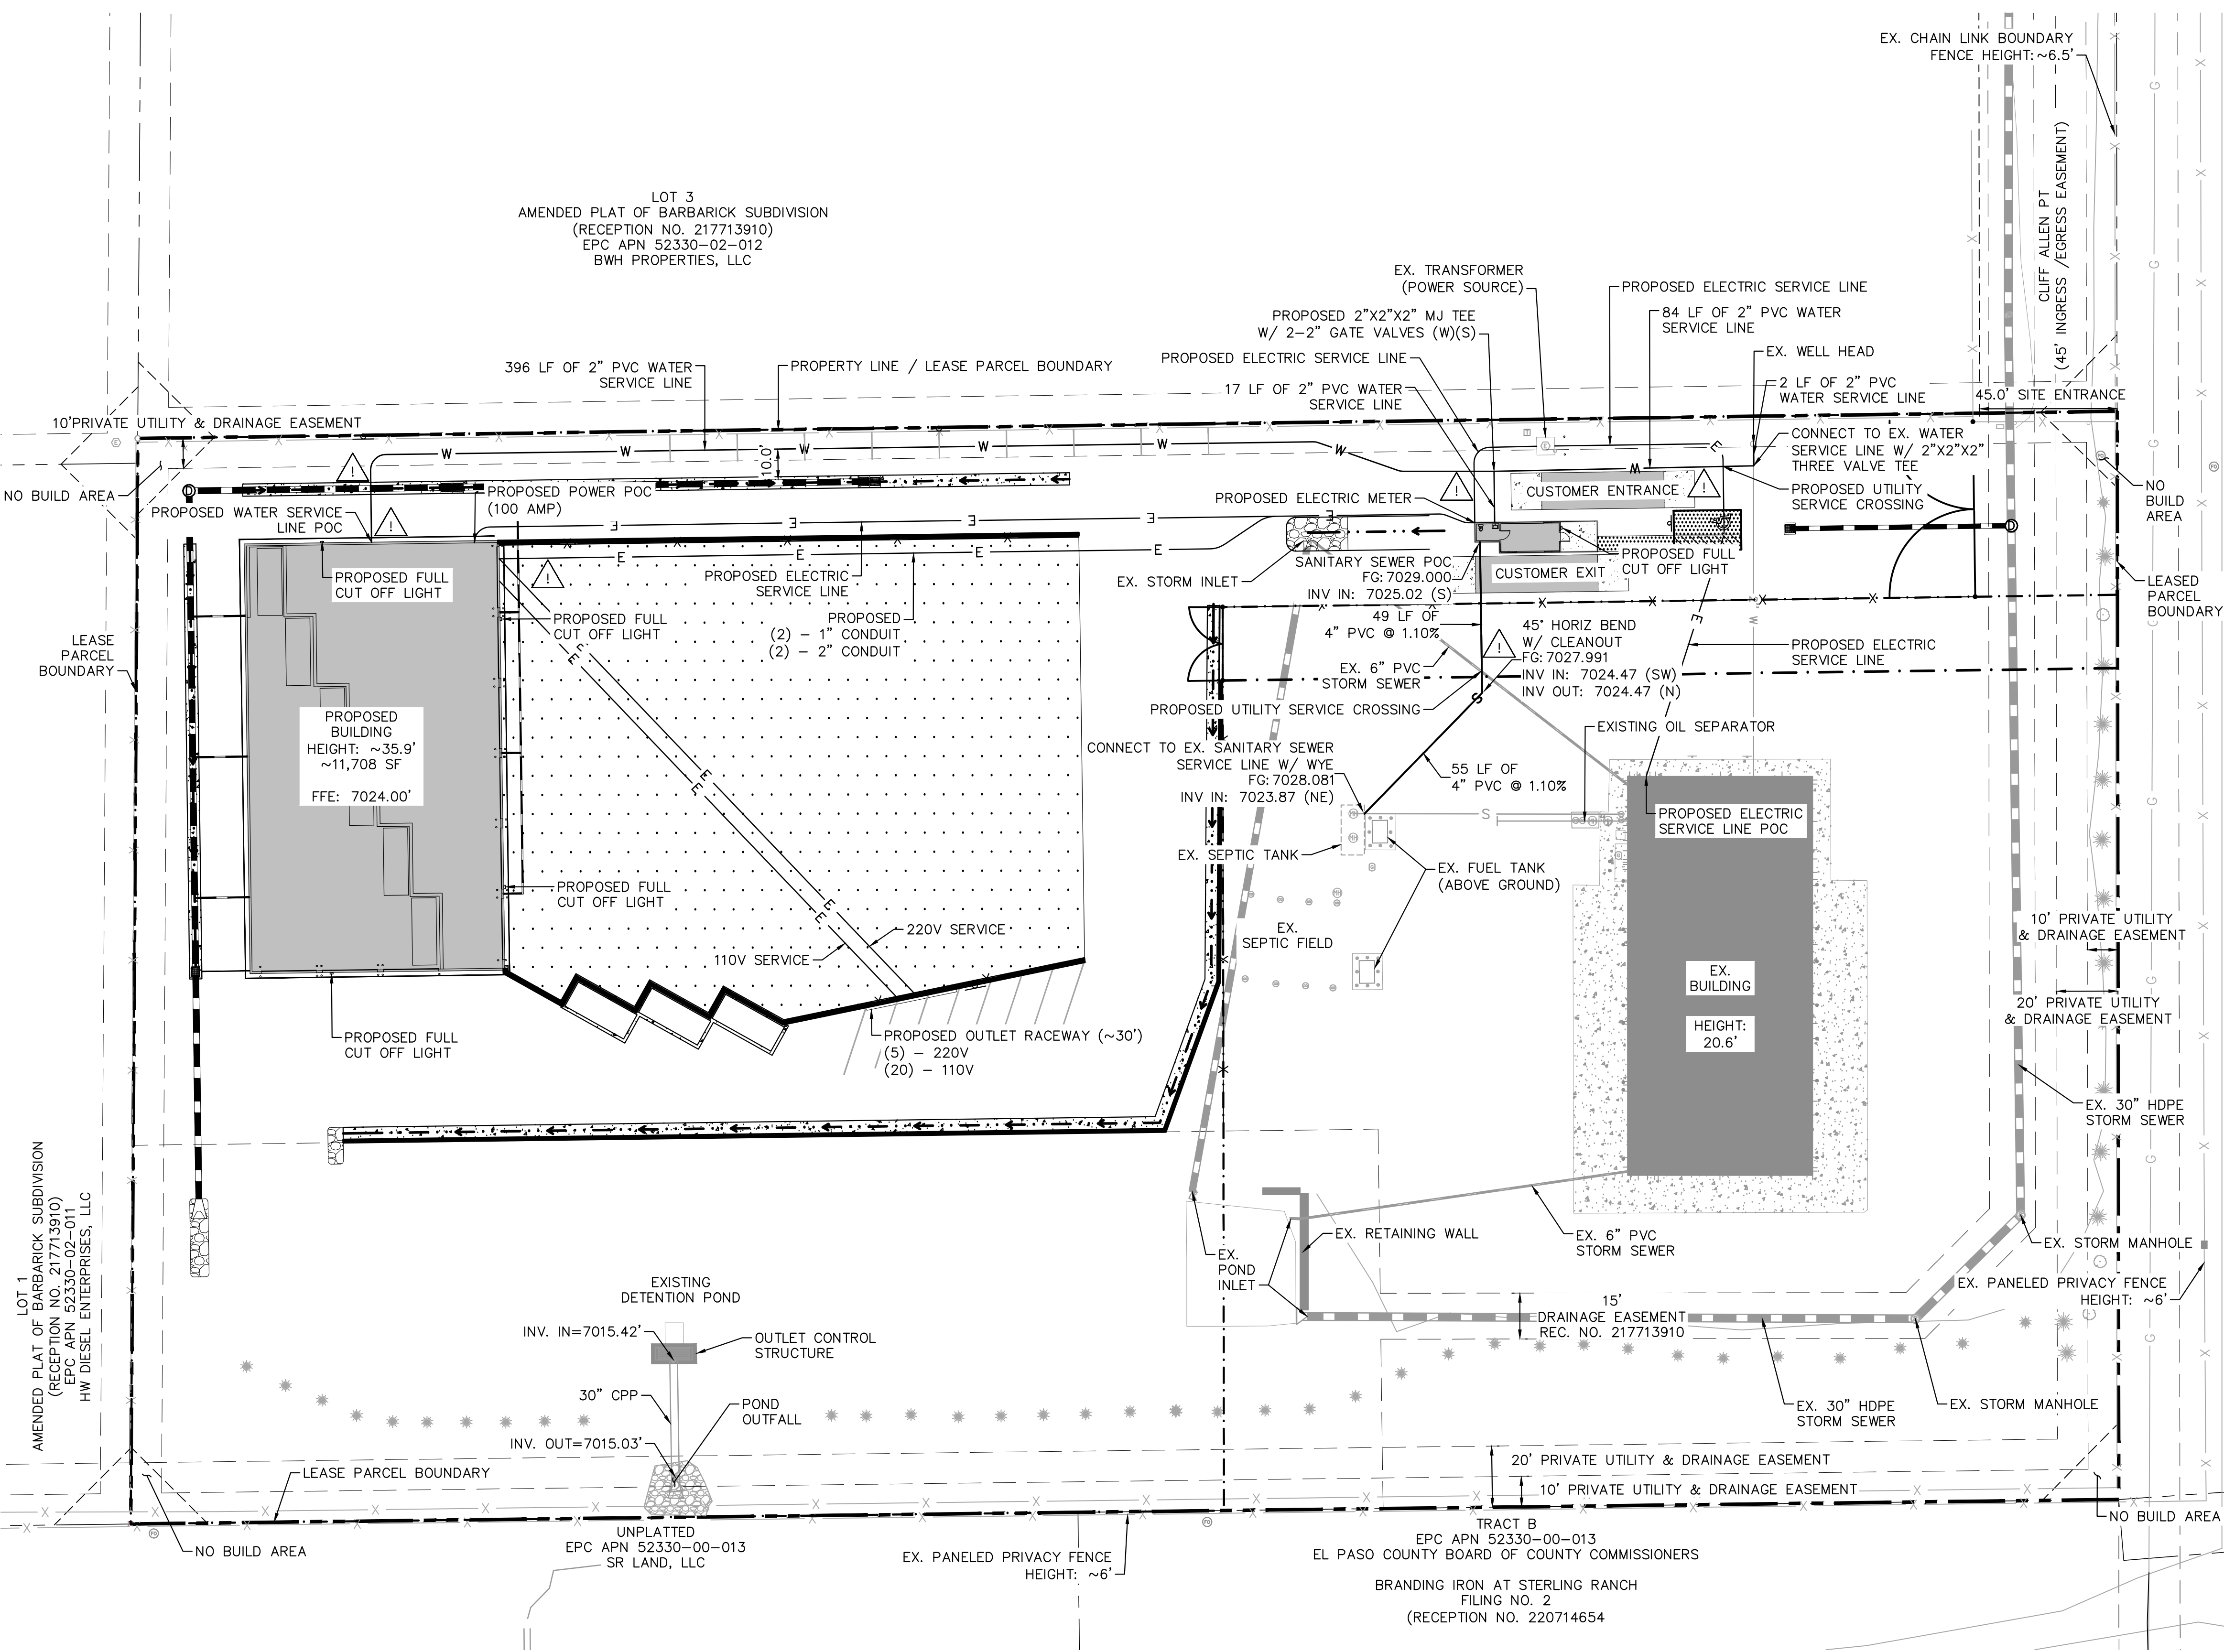 EX. CHAIN LINK BOUNDARY
FENCE HEIGHT: ~6.5'
CLIFF ALLEN PT
(45' INGRESS /EGRESS EASEMENT)
LOT 3
AMENDED PLAT OF BARBARICK SUBDIVISION
(RECEPTION NO. 217713910)
EPC APN 52330-02-012
BWH PROPERTIES, LLC
EX. TRANSFORMER
(POWER SOURCE)
PROPOSED ELECTRIC SERVICE LINE
PROPOSED 2"X2"X2" MJ TEE
W/ 2-2" GATE VALVES (W)(S)
84 LF OF 2" PVC WATER
SERVICE LINE
396 LF OF 2" PVC WATER
SERVICE LINE
PROPERTY LINE / LEASE PARCEL BOUNDARY
PROPOSED ELECTRIC SERVICE LINE
EX. WELL HEAD
17 LF OF 2" PVC WATER
SERVICE LINE
2 LF OF 2" PVC
WATER SERVICE LINE
45.0' SITE ENTRANCE
10'PRIVATE UTILITY & DRAINAGE EASEMENT
CONNECT TO EX. WATER
SERVICE LINE W/ 2"X2"X2"
THREE VALVE TEE
10.0'
NO BUILD AREA
PROPOSED POWER POC
(100 AMP)
PROPOSED WATER SERVICE
LINE POC
PROPOSED ELECTRIC METER
CUSTOMER ENTRANCE
PROPOSED UTILITY
SERVICE CROSSING
NO
BUILD
AREA
PROPOSED FULL
CUT OFF LIGHT
PROPOSED ELECTRIC
SERVICE LINE
EX. STORM INLET
SANITARY SEWER POC
FG: 7029.000
INV IN: 7025.02 (S)
CUSTOMER EXIT
PROPOSED FULL
CUT OFF LIGHT
LEASED
PARCEL
BOUNDARY
LEASE
PARCEL
BOUNDARY
PROPOSED FULL
CUT OFF LIGHT
PROPOSED
(2) - 1" CONDUIT
(2) - 2" CONDUIT
49 LF OF
4" PVC @ 1.10%
45° HORIZ BEND
W/ CLEANOUT
FG: 7027.991
INV IN: 7024.47 (SW)
INV OUT: 7024.47 (N)
PROPOSED ELECTRIC
SERVICE LINE
EX. 6" PVC
STORM SEWER
PROPOSED UTILITY SERVICE CROSSING
EXISTING OIL SEPARATOR
PROPOSED
BUILDING
HEIGHT: ~35.9'
~11,708 SF
FFE: 7024.00'
CONNECT TO EX. SANITARY SEWER
SERVICE LINE W/ WYE
FG: 7028.081
INV IN: 7023.87 (NE)
55 LF OF
4" PVC @ 1.10%
PROPOSED ELECTRIC
SERVICE LINE POC
EX. SEPTIC TANK
EX. FUEL TANK
(ABOVE GROUND)
PROPOSED FULL
CUT OFF LIGHT
220V SERVICE
110V SERVICE
EX.
SEPTIC FIELD
10' PRIVATE UTILITY
& DRAINAGE EASEMENT
EX.
BUILDING
HEIGHT:
20.6'
20' PRIVATE UTILITY
& DRAINAGE EASEMENT
PROPOSED FULL
CUT OFF LIGHT
PROPOSED OUTLET RACEWAY (~30')
(5) - 220V
(20) - 110V
EX. 30" HDPE
STORM SEWER
LOT 1
AMENDED PLAT OF BARBARICK SUBDIVISION
(RECEPTION NO. 217713910)
EPC APN 52330-02-011
HW DIESEL ENTERPRISES, LLC
EX. RETAINING WALL
EX. 6" PVC
STORM SEWER
EX. STORM MANHOLE
EX.
POND
INLET
EX. PANELED PRIVACY FENCE
HEIGHT: ~6'
EXISTING
DETENTION POND
15'
DRAINAGE EASEMENT
REC. NO. 217713910
INV. IN=7015.42'
OUTLET CONTROL
STRUCTURE
30" CPP
POND
OUTFALL
EX. 30" HDPE
STORM SEWER
EX. STORM MANHOLE
INV. OUT=7015.03'
LEASE PARCEL BOUNDARY
20' PRIVATE UTILITY & DRAINAGE EASEMENT
10' PRIVATE UTILITY & DRAINAGE EASEMENT
NO BUILD AREA
NO BUILD AREA
UNPLATTED
EPC APN 52330-00-013
SR LAND, LLC
EX. PANELED PRIVACY FENCE
HEIGHT: ~6'
TRACT B
EPC APN 52330-00-013
EL PASO COUNTY BOARD OF COUNTY COMMISSIONERS
BRANDING IRON AT STERLING RANCH
FILING NO. 2
(RECEPTION NO. 220714654